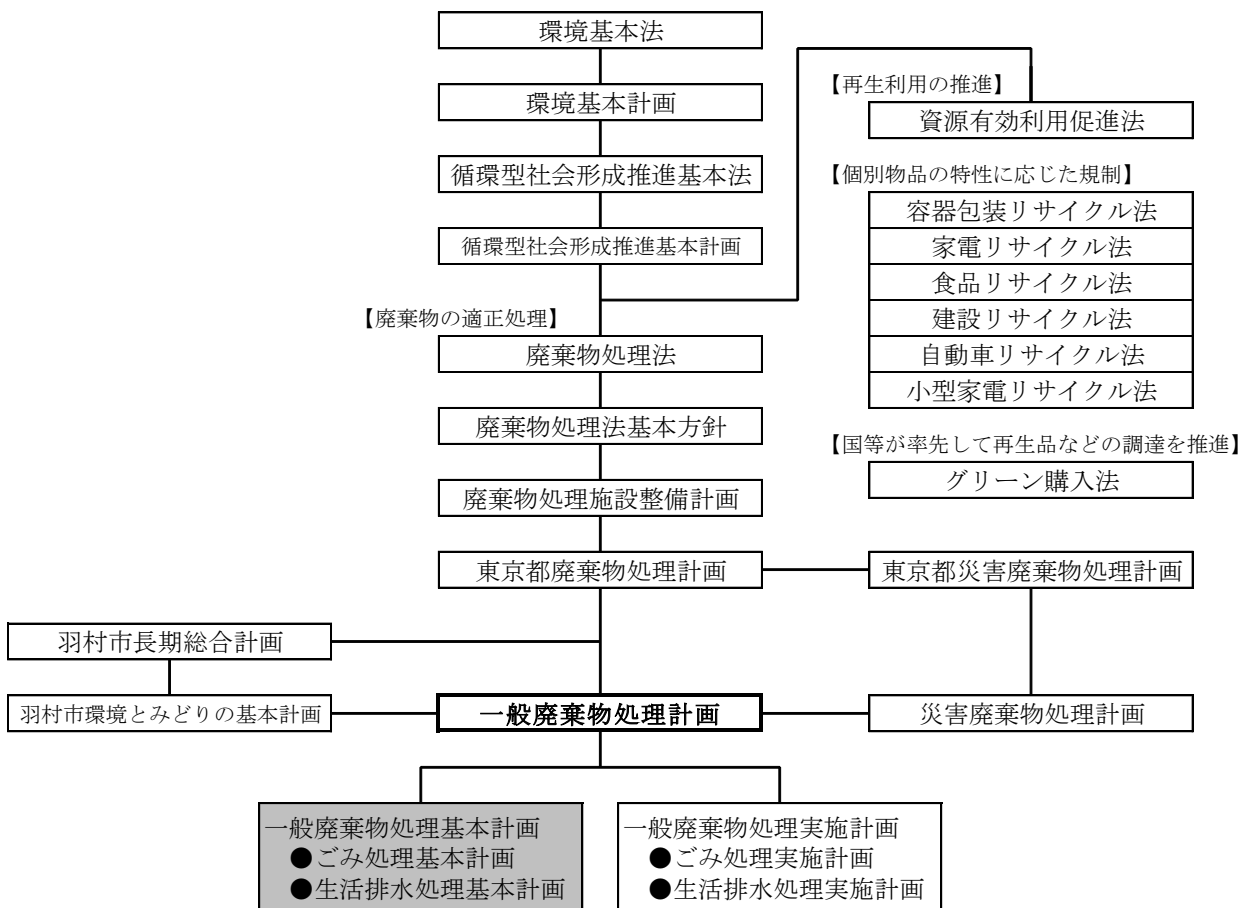 環境基本法
環境基本計画
循環型社会形成推進基本法
循環型社会形成推進基本計画
【再生利用の推進】
資源有効利用促進法
【個別物品の特性に応じた規制】
容器包装リサイクル法
家電リサイクル法
食品リサイクル法
建設リサイクル法
自動車リサイクル法
小型家電リサイクル法
【国等が率先して再生品などの調達を推進】
グリーン購入法
【廃棄物の適正処理】
廃棄物処理法
廃棄物処理法基本方針
廃棄物処理施設整備計画
東京都廃棄物処理計画
東京都災害廃棄物処理計画
羽村市長期総合計画
羽村市環境とみどりの基本計画
一般廃棄物処理計画
災害廃棄物処理計画
一般廃棄物処理基本計画
●ごみ処理基本計画
●生活排水処理基本計画
一般廃棄物処理実施計画
●ごみ処理実施計画
●生活排水処理実施計画